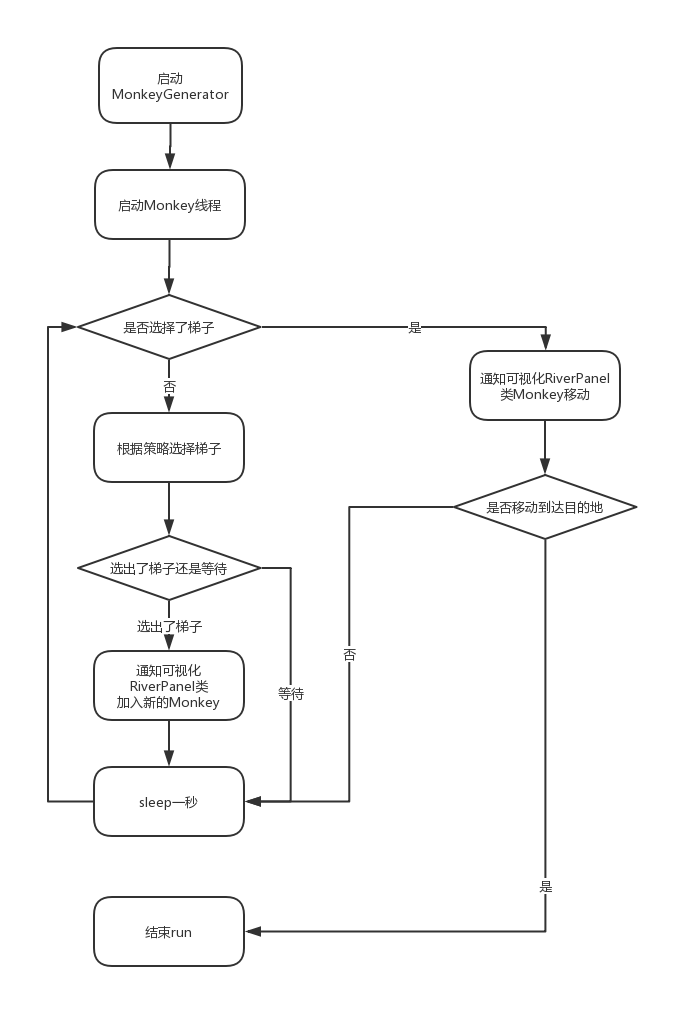 启动
MonkeyGenerator
启动Monkey线程
是否选择了梯子
是
否
通知可视化RiverPanel
类Monkey移动
根据策略选择梯子
是否移动到达目的地
选出了梯子还是等待
选出了梯子
否
通知可视化
RiverPanel类
加入新的Monkey
等待
sleep一秒
是
结束run